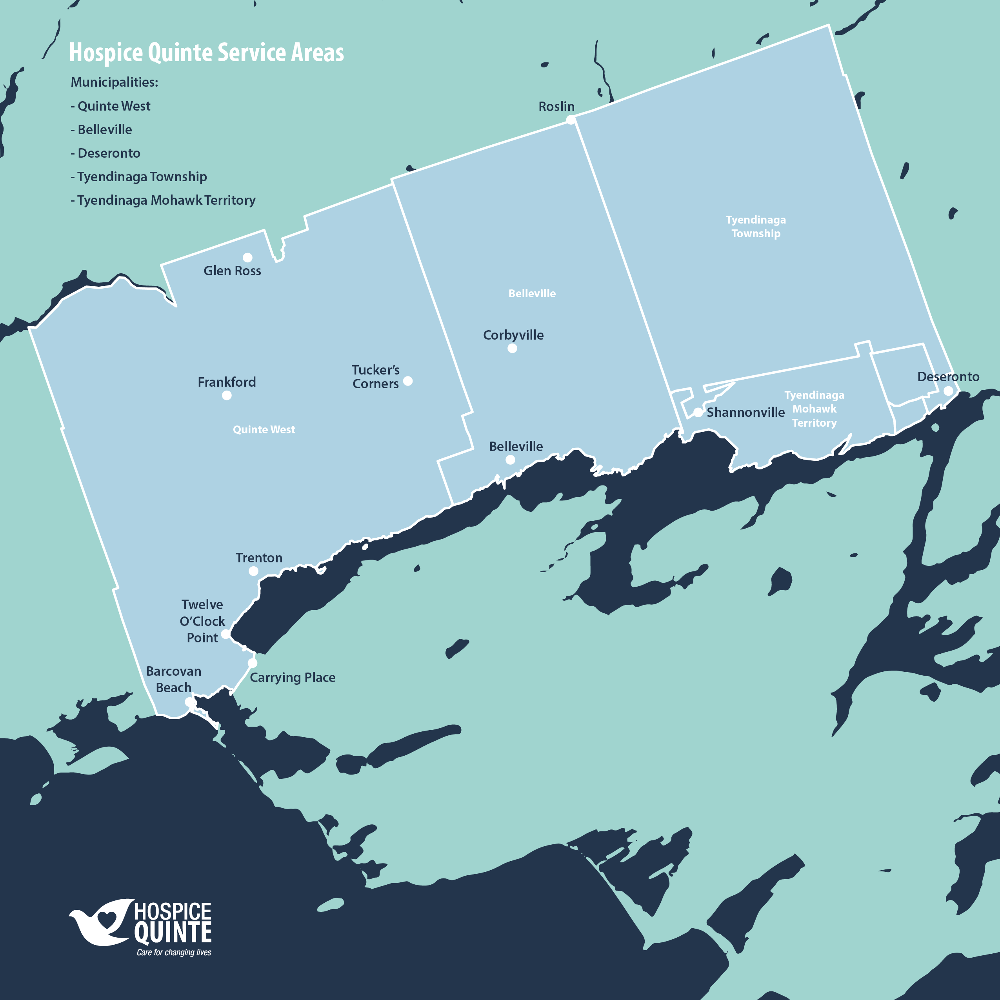 Hospice Quinte Service Areas
Municipalities:
- Quinte West
- Belleville
- Deseronto
- Tyendinaga Township
- Tyendinaga Mohawk Territory
Roslin
Tyendinaga
Township
Glen Ross
Belleville
Corbyville
Tucker's
Corners
Frankford
Deseronto
Tyendinaga
Mohawk
Territory
Shannonville
Quinte West
Belleville
Trenton
Twelve
O'Clock
Point
Barcovan
Beach
Carrying Place
HOSPICE
QUINTE
Care for changing lives